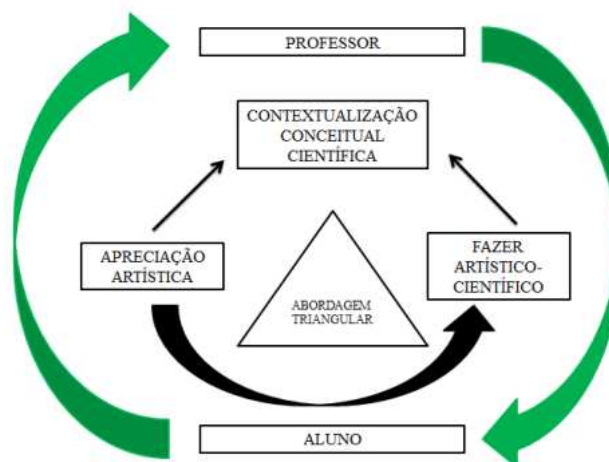 PROFESSOR
CONTEXTUALIZAÇÃO
CONCEITUAL
CIENTÍFICA
APRECIAÇÃO
ARTÍSTICA
FAZER
ARTÍSTICO-
CIENTÍFICO
ABORDAGEM
TRIANGULAR
ALUNO